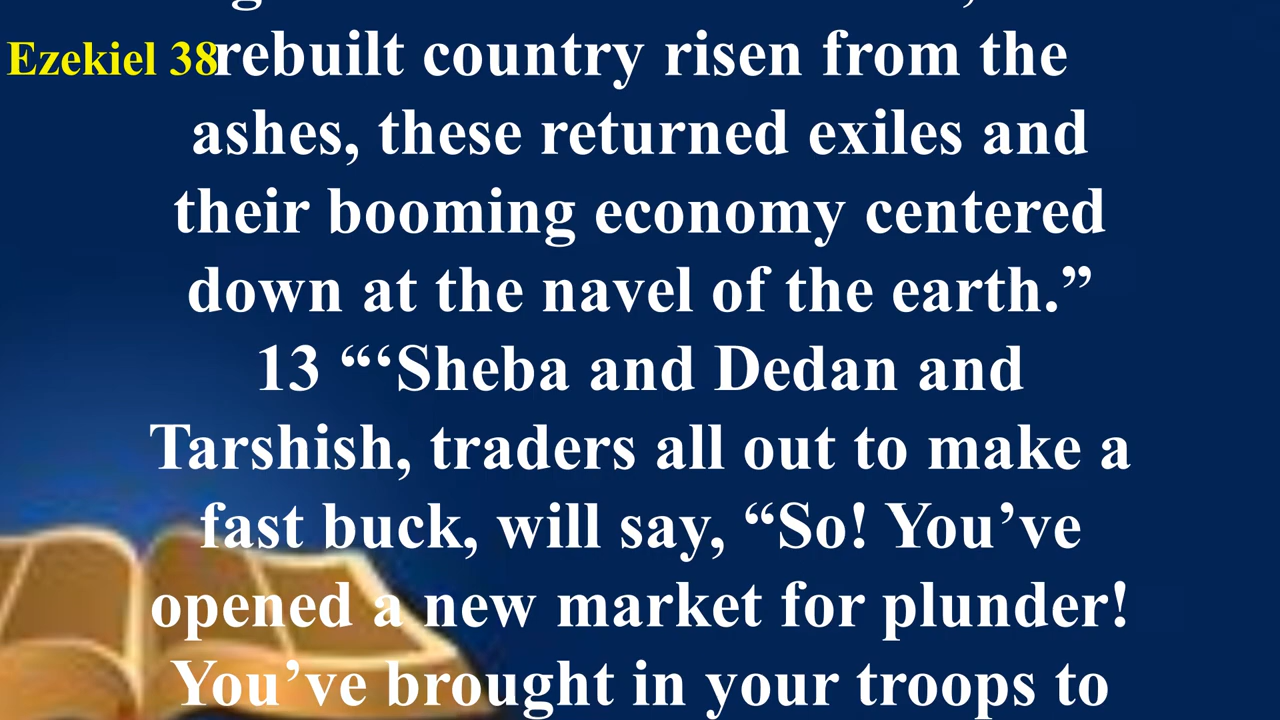 Ezekiel 38
rebuilt country risen from the
ashes, these returned exiles and
their booming economy centered
down at the navel of the earth.”
13 “‘Sheba and Dedan and
Tarshish, traders all out to make a
fast buck, will say, “So! You’ve
opened a new market for plunder!
You’ve brought in your troops to